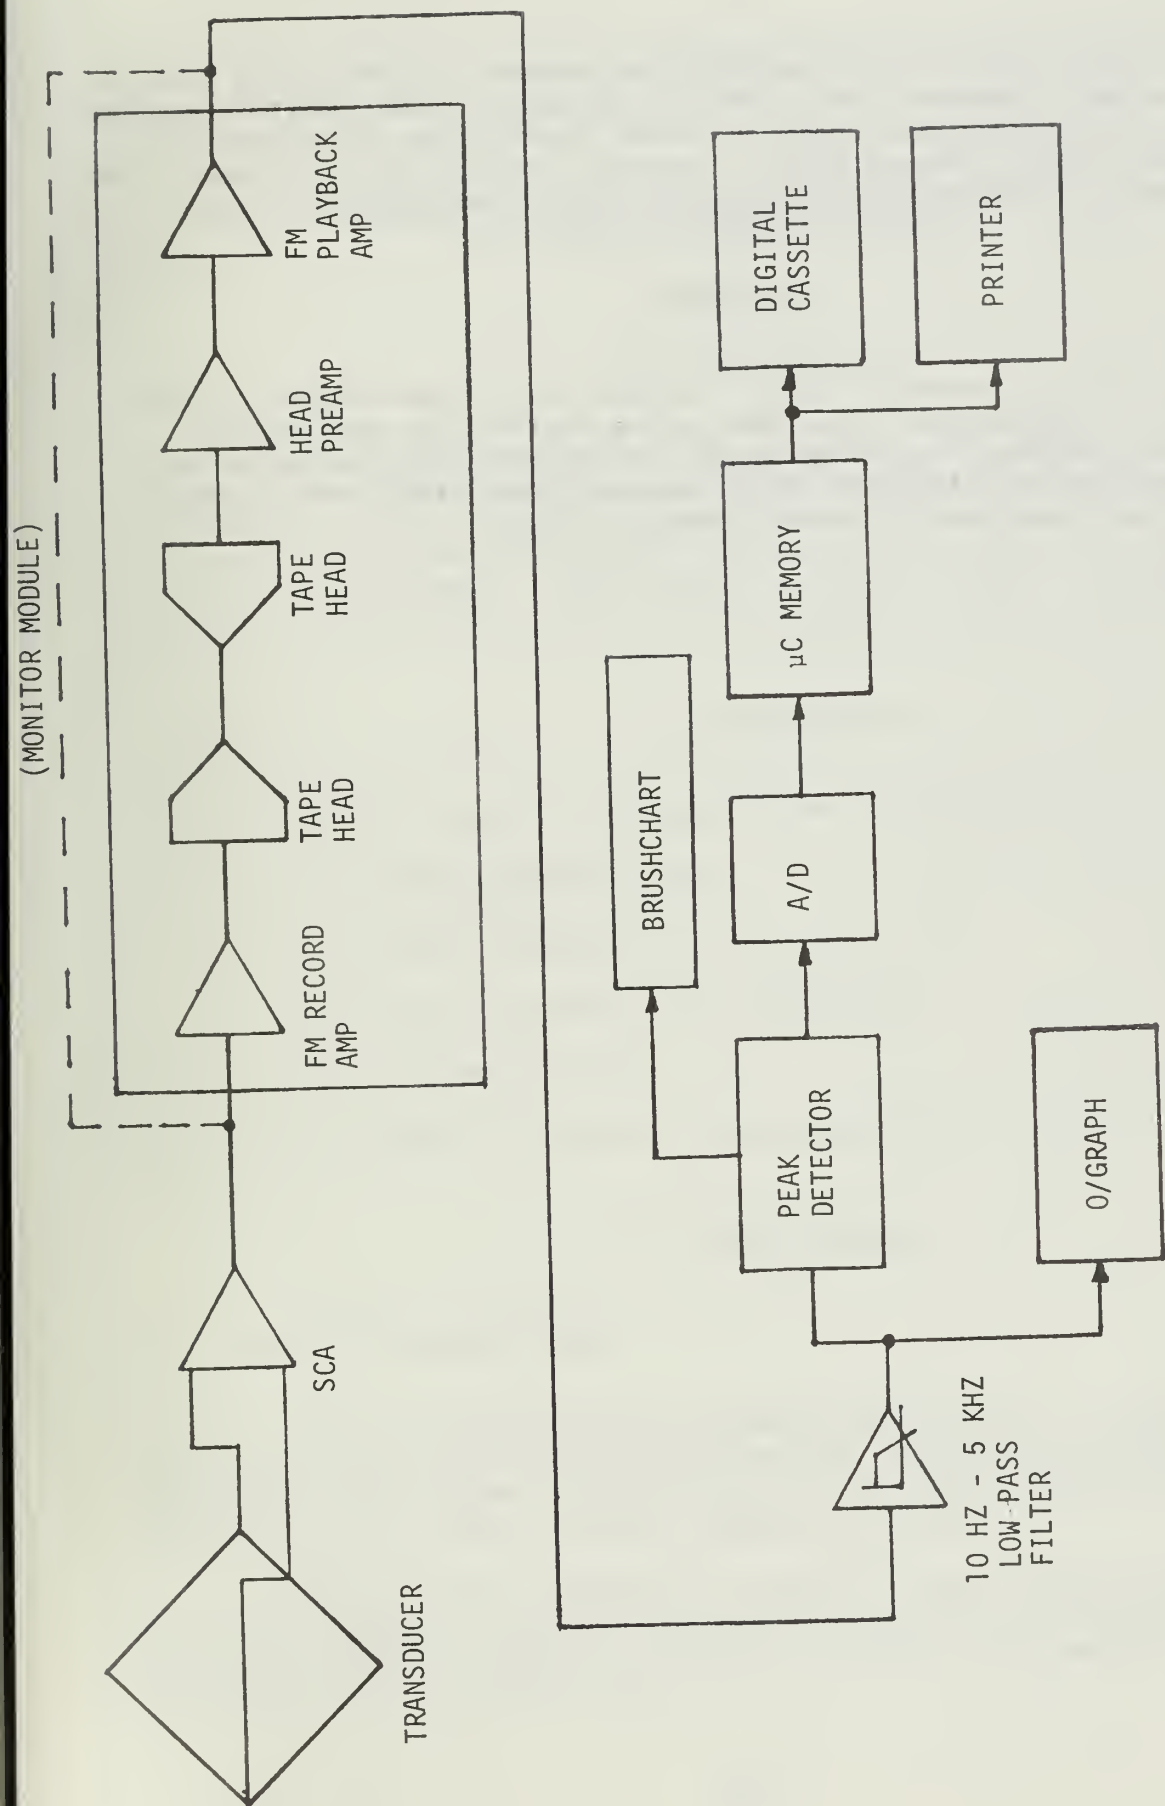 (MONITOR MODULE)
TRANSDUCER
SCA
FM RECORD
AMP
TAPE
HEAD
TAPE
HEAD
HEAD
PREAMP
FM
PLAYBACK
AMP
10 HZ - 5 KHZ
LOW-PASS
FILTER
O/GRAPH
PEAK
DETECTOR
BRUSHCHART
A/D
µC MEMORY
DIGITAL
CASSETTE
PRINTER